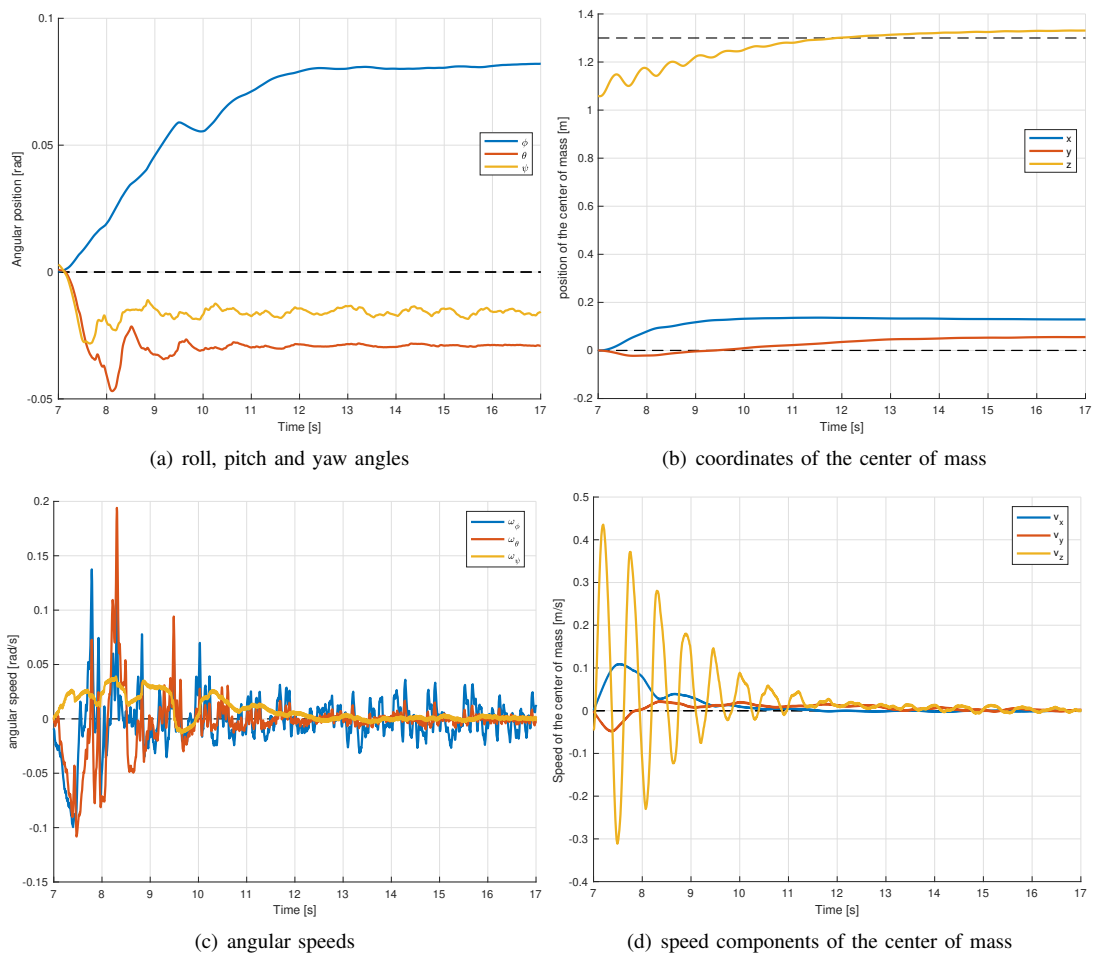 0.1
0.05
0
-0.05
Angular position [rad]
ϕ
θ
ψ
7 8 9 10 11 12 13 14 15 16 17
Time [s]
(a) roll, pitch and yaw angles
1.4
1.2
1
0.8
0.6
0.4
0.2
0
-0.2
position of the center of mass [m]
x
y
z
7 8 9 10 11 12 13 14 15 16 17
Time [s]
(b) coordinates of the center of mass
0.2
0.15
0.1
0.05
0
-0.05
-0.1
-0.15
angular speed [rad/s]
ω_ϕ
ω_θ
ω_ψ
7 8 9 10 11 12 13 14 15 16 17
Time [s]
(c) angular speeds
0.5
0.4
0.3
0.2
0.1
0
-0.1
-0.2
-0.3
-0.4
Speed of the center of mass [m/s]
v_x
v_y
v_z
7 8 9 10 11 12 13 14 15 16 17
Time [s]
(d) speed components of the center of mass